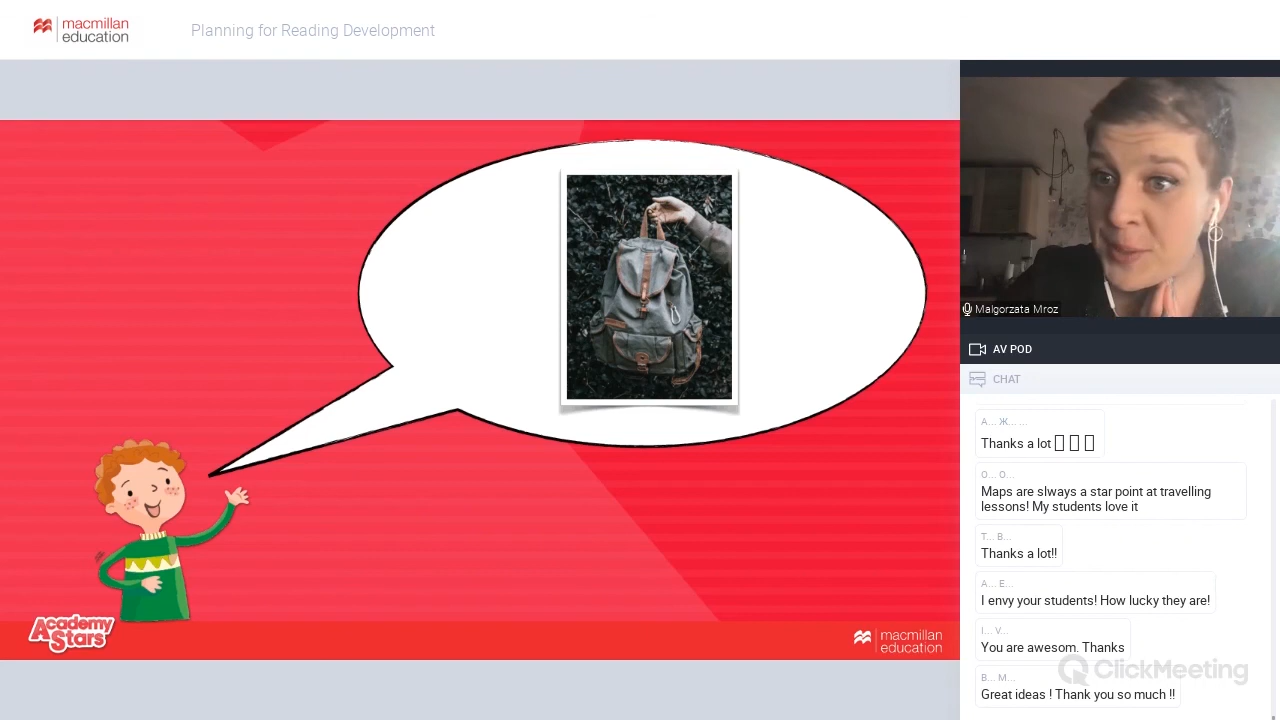 macmillan
education
Planning for Reading Development
Malgorzata Mroz
AV POD
CHAT
А... Ж... ...
Thanks a lot
O... O...
Maps are slways a star point at travelling
lessons! My students love it
T... B...
Thanks a lot!!
A... E...
I envy your students! How lucky they are!
I... V...
You are awesom. Thanks
B... M...
Great ideas ! Thank you so much !!
ClickMeeting
Academy
Stars
macmillan
education